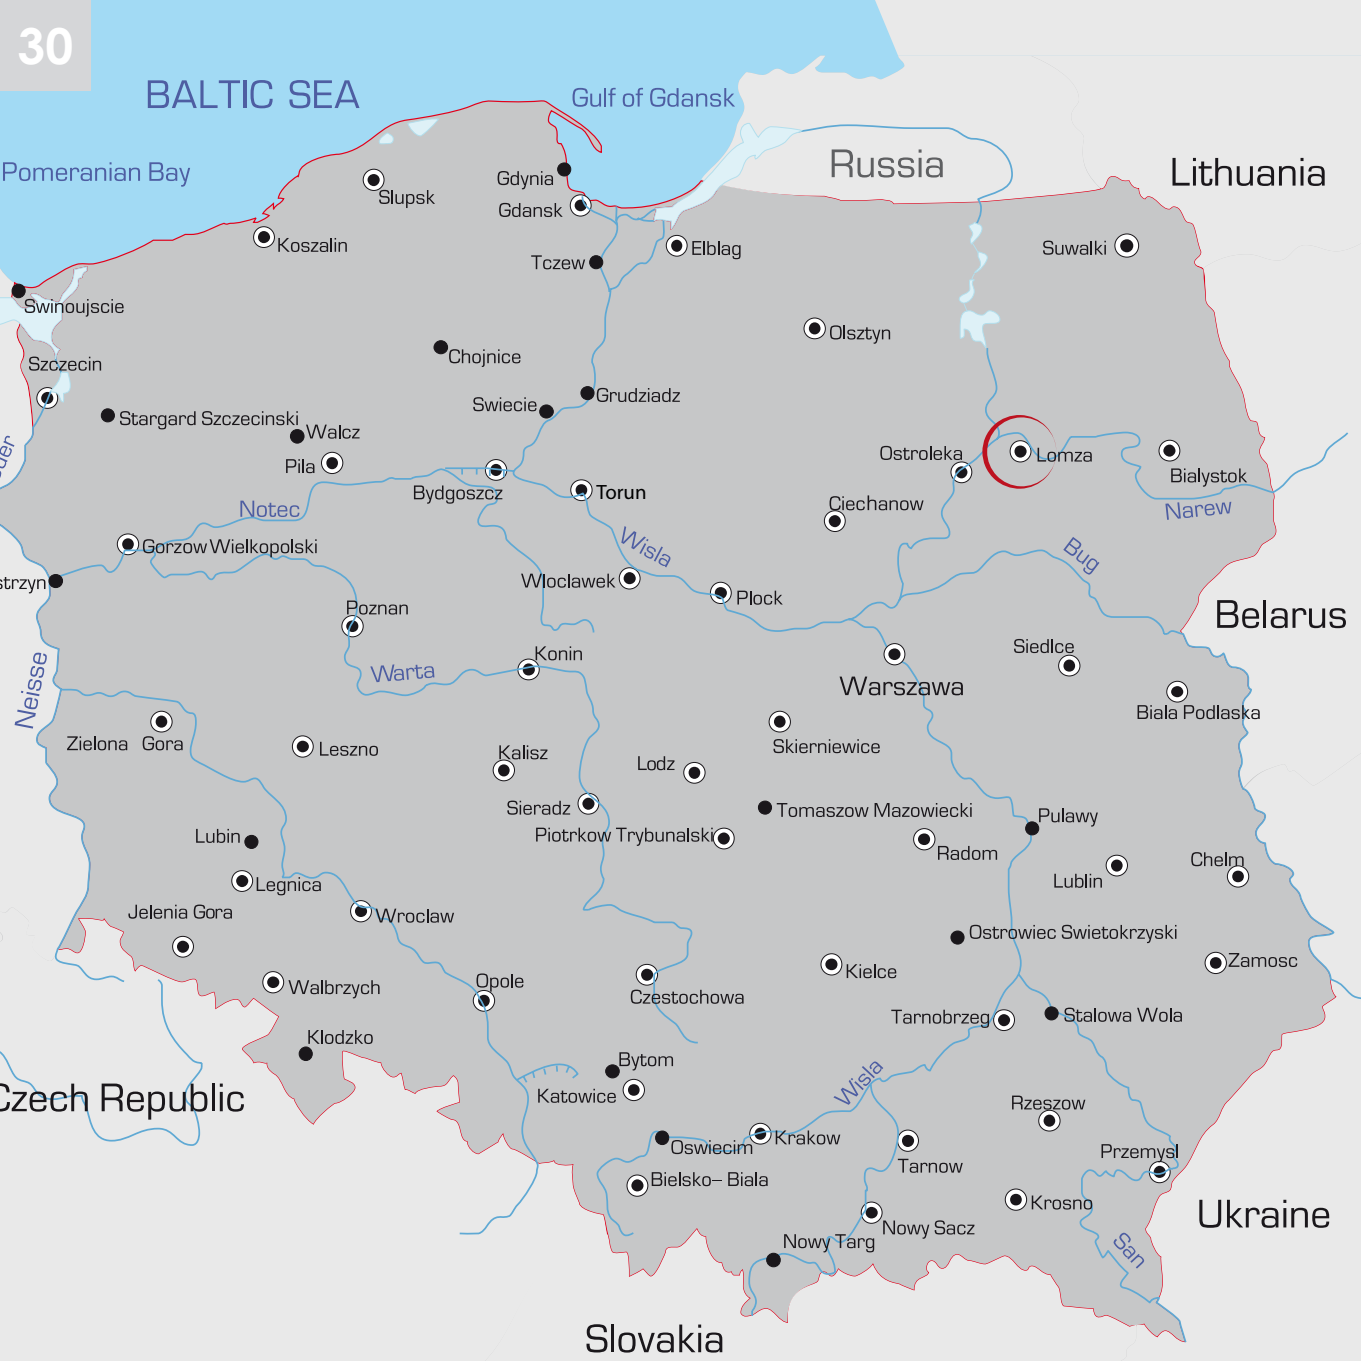 30
BALTIC SEA
Gulf of Gdansk
Pomeranian Bay
Russia
Lithuania
Gdynia
Slupsk
Gdansk
Koszalin
Elblag
Suwalki
Tczew
Swinoujscie
Olsztyn
Chojnice
Szczecin
Grudziadz
Swiecie
Stargard Szczecinski
Walcz
Ostroleka
Lomza
Pila
Bialystok
Bydgoszcz
Torun
Ciechanow
Notec
Narew
Wisla
Gorzow Wielkopolski
Bug
strzyn
Wloclawek
Plock
Poznan
Belarus
Siedlce
Konin
Warta
Neisse
Warszawa
Biala Podlaska
Zielona Gora
Leszno
Kalisz
Skierniewice
Lodz
Sieradz
Tomaszow Mazowiecki
Pulawy
Lubin
Piotrkow Trybunalski
Radom
Chelm
Lublin
Legnica
Jelenia Gora
Wroclaw
Ostrowiec Swietokrzyski
Zamosc
Kielce
Opole
Walbrzych
Czestochowa
Tarnobrzeg
Stalowa Wola
Klodzko
Bytom
Katowice
Wisla
Czech Republic
Rzeszow
Krakow
Oswiecim
Przemysl
Tarnow
Bielsko– Biala
Krosno
Ukraine
Nowy Sacz
Nowy Targ
San
Slovakia